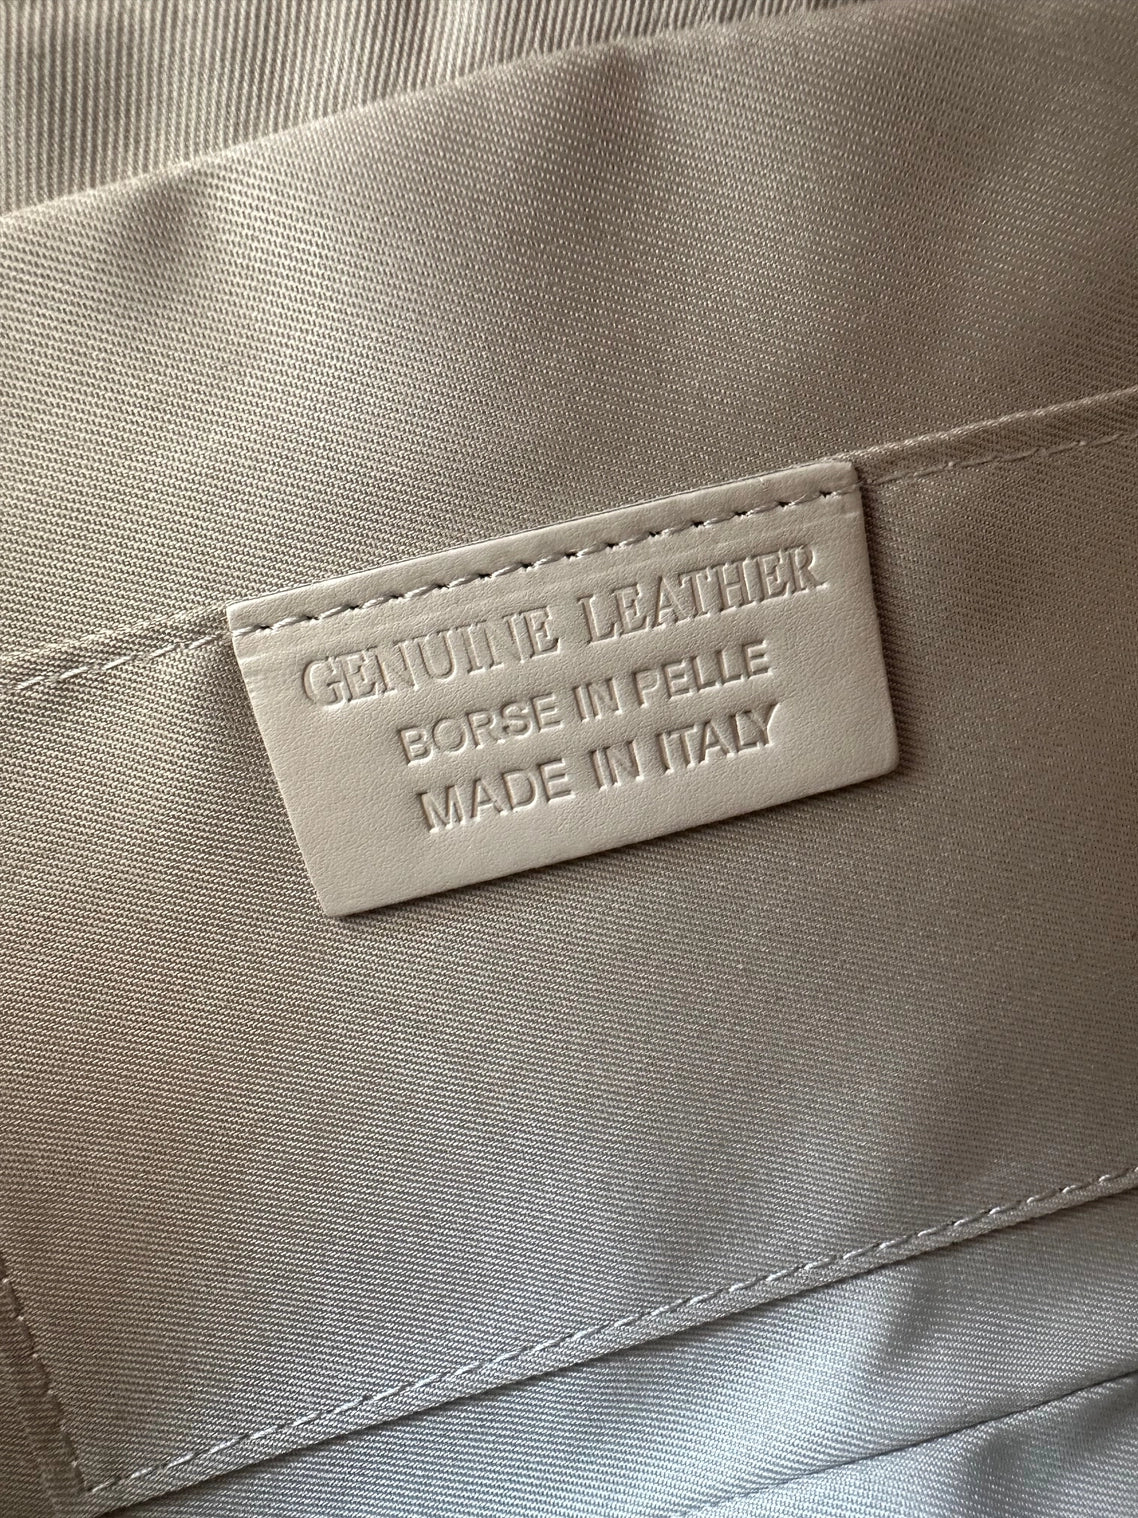 GENUINE LEATHER
BORSE IN PELLE
MADE IN ITALY